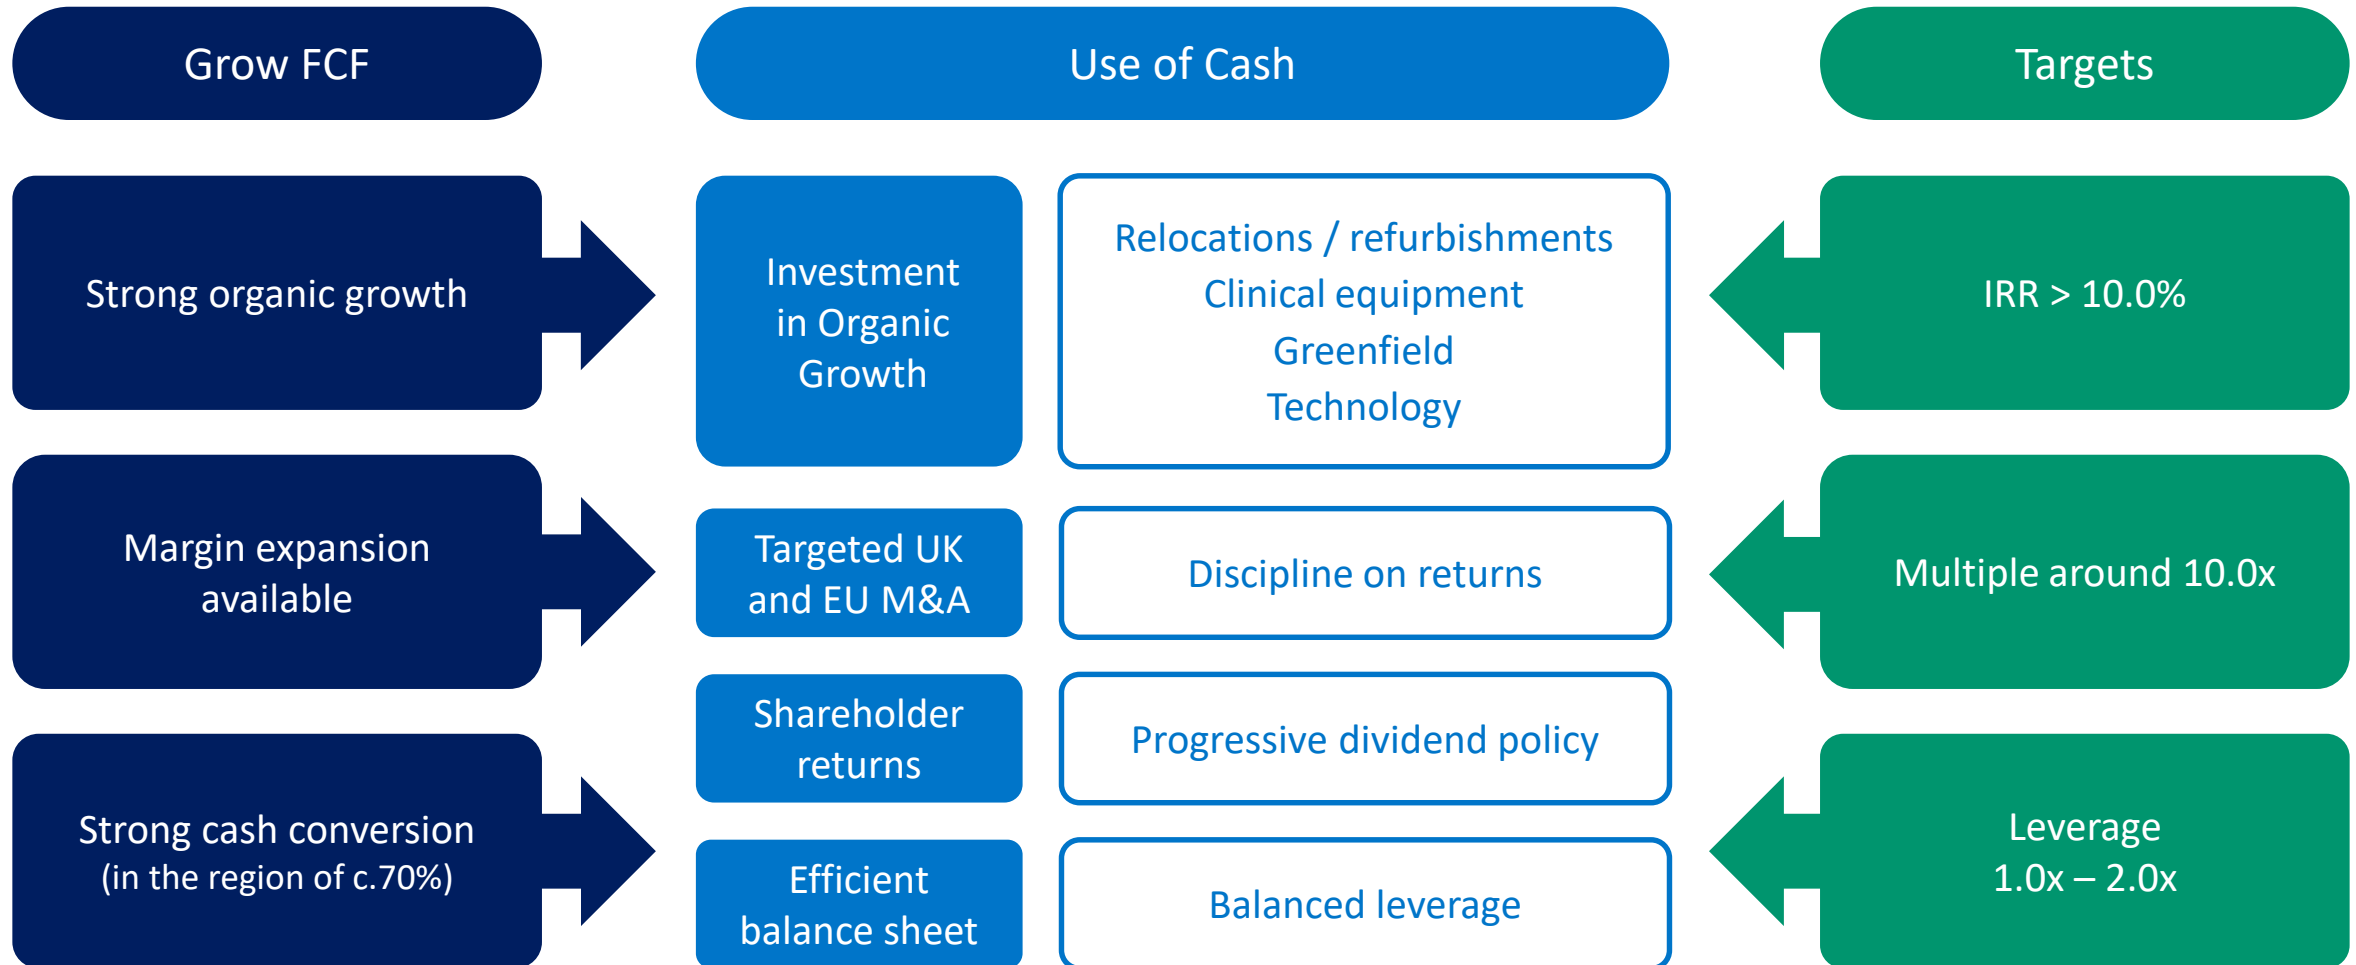 Grow FCF
Use of Cash
Targets
Strong organic growth
Investment
in Organic
Growth
Relocations / refurbishments
Clinical equipment
Greenfield
Technology
IRR > 10.0%
Margin expansion
available
Targeted UK
and EU M&A
Discipline on returns
Multiple around 10.0x
Shareholder
returns
Progressive dividend policy
Strong cash conversion
(in the region of c.70%)
Efficient
balance sheet
Balanced leverage
Leverage
1.0x – 2.0x